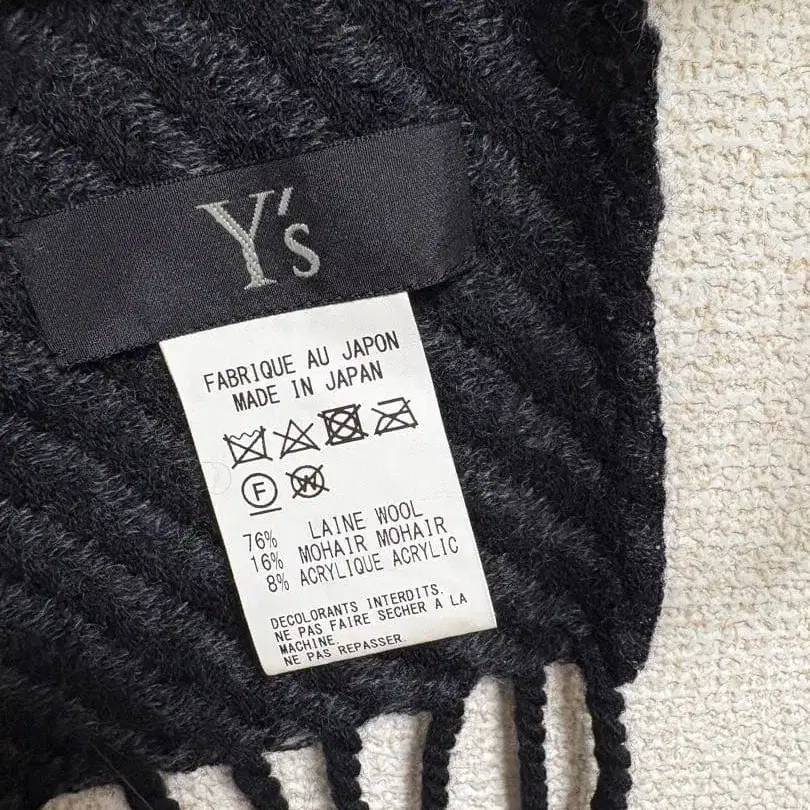 Y's
FABRIQUE AU JAPON
MADE IN JAPAN
F W
76% LAINE WOOL
16% MOHAIR MOHAIR
8% ACRYLIQUE ACRYLIC
DECOLORANTS INTERDITS.
NE PAS FAIRE SECHER A LA
MACHINE.
NE PAS REPASSER.